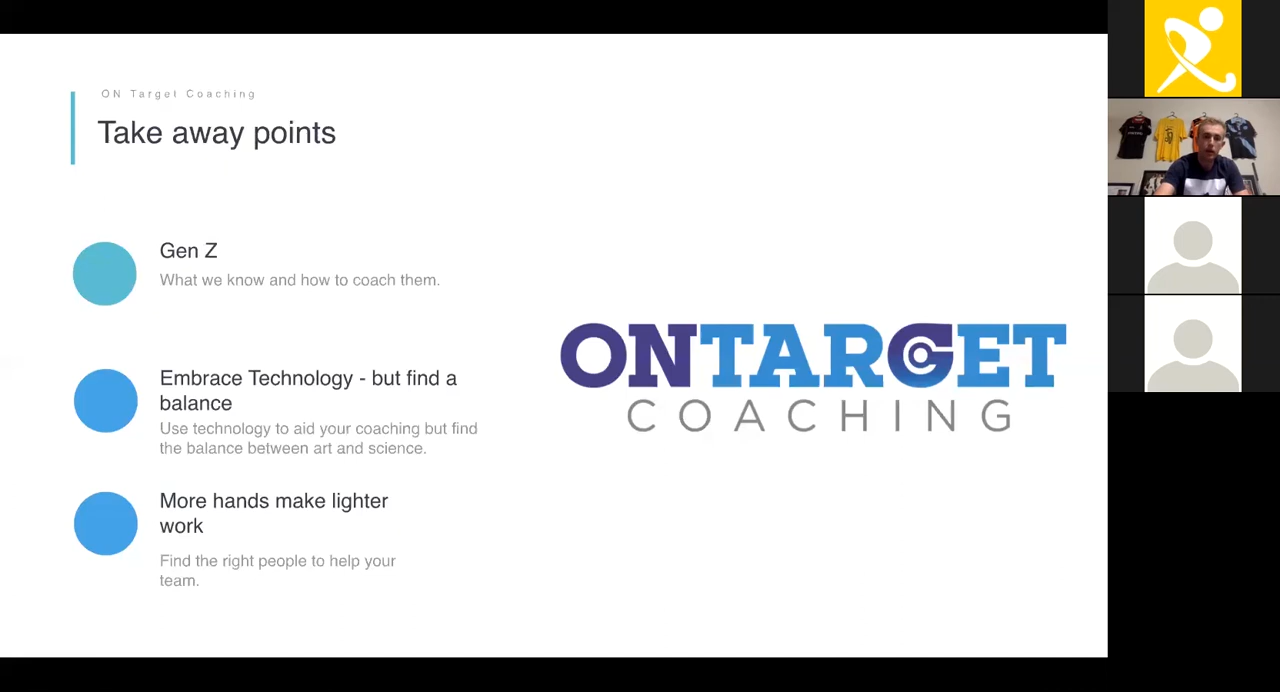 ON Target Coaching
Take away points
Gen Z
What we know and how to coach them.
Embrace Technology - but find a
balance
Use technology to aid your coaching but find
the balance between art and science.
More hands make lighter
work
Find the right people to help your
team.
ONTARGET
COACHING